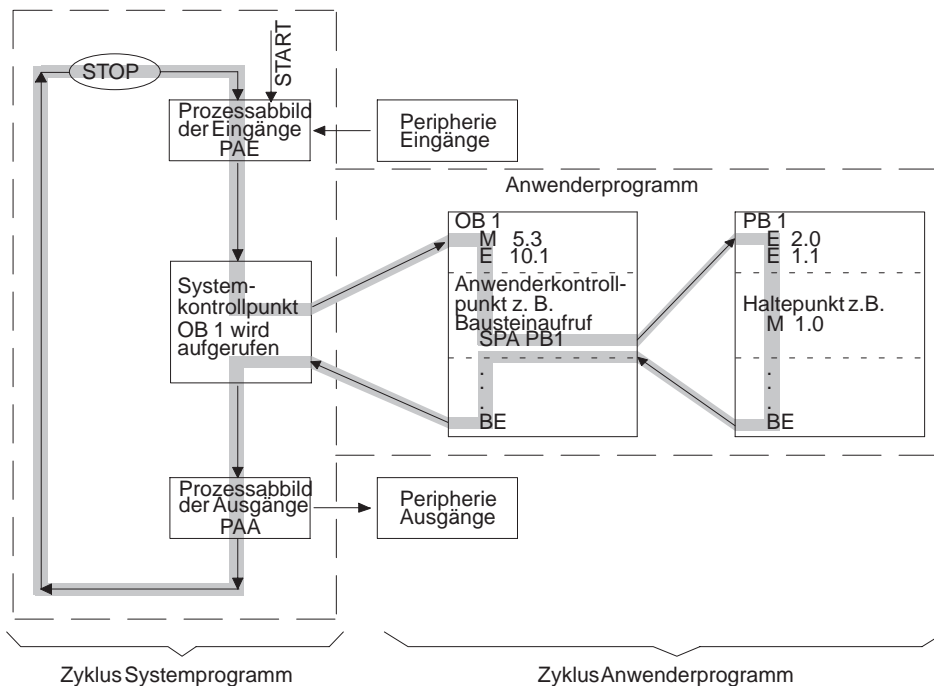 START
STOP
Prozessabbild
der Eingänge
PAE
Peripherie
Eingänge
Anwenderprogramm
OB 1
M 5.3
E 10.1
Anwenderkontroll-
punkt z. B.
Bausteinaufruf
SPA PB1
.
.
.
BE
PB 1
E 2.0
E 1.1
Haltepunkt z.B.
M 1.0
.
.
.
BE
System-
kontrollpunkt
OB 1 wird
aufgerufen
Prozessabbild
der Ausgänge
PAA
Peripherie
Ausgänge
Zyklus Systemprogramm
Zyklus Anwenderprogramm